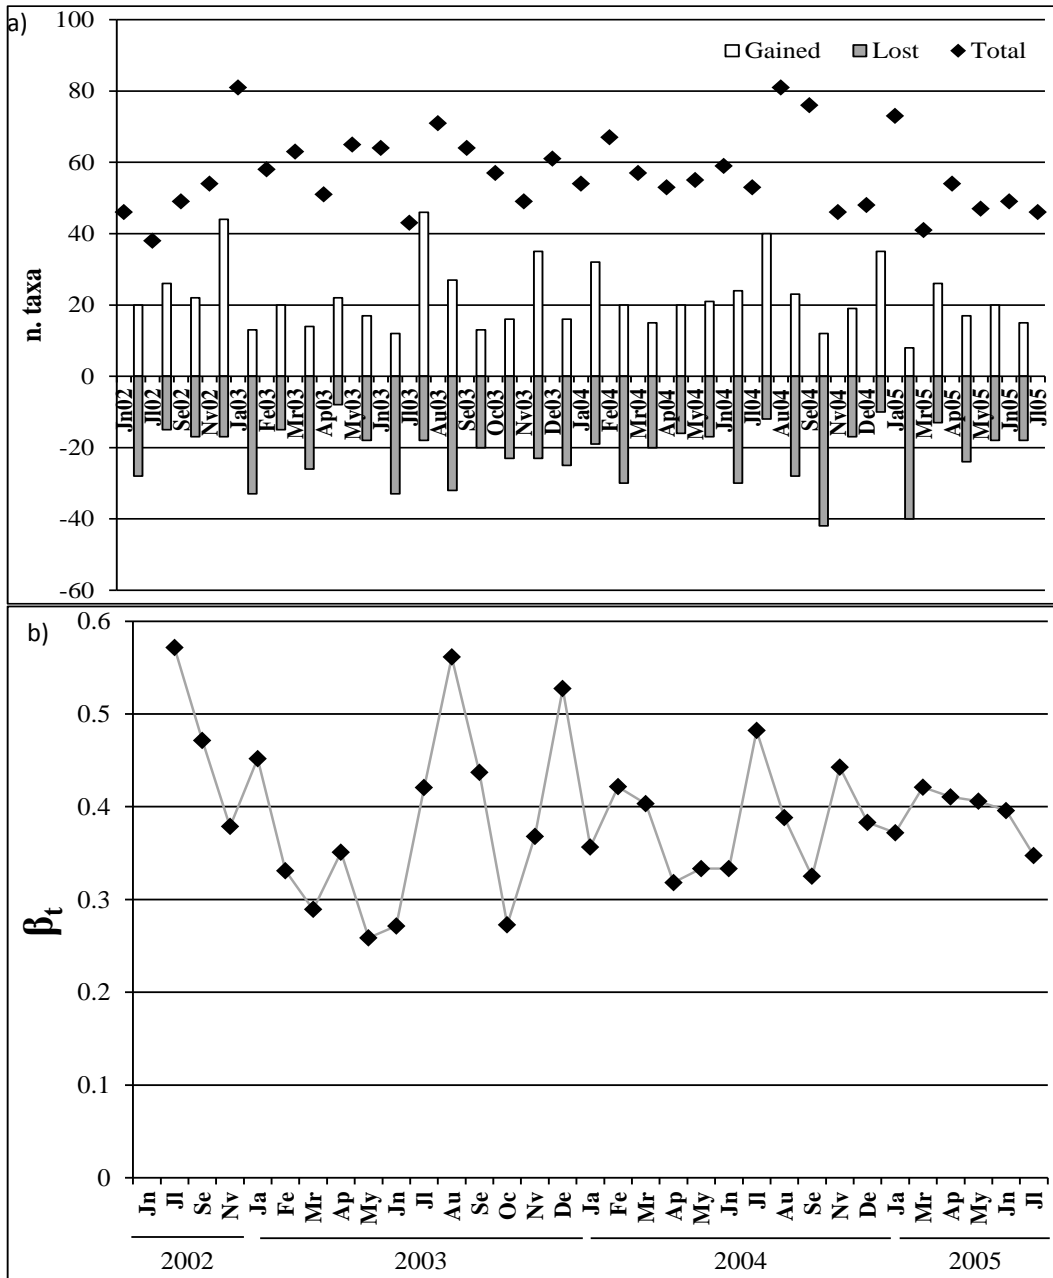 a)
100
80
60
40
20
0
-20
-40
-60
n. taxa
Gained Lost Total
Jn02 Jl02 Se02 Nv02 Ja03 Fe03 Mr03 Ap03 My03 Jn03 Jl03 Au03 Se03 Oc03 Nv03 De03 Ja04 Fe04 Mr04 Ap04 My04 Jn04 Jl04 Au04 Se04 Nv04 De04 Ja05 Mr05 Ap05 My05 Jn05 Jl05
b)
0.6
0.5
0.4
0.3
0.2
0.1
0
βt
Jn Jl Se Nv Ja Fe Mr Ap My Jn Jl Au Se Oc Nv De Ja Fe Mr Ap My Jn Jl Au Se Nv De Ja Mr Ap My Jn Jl
2002 2003 2004 2005